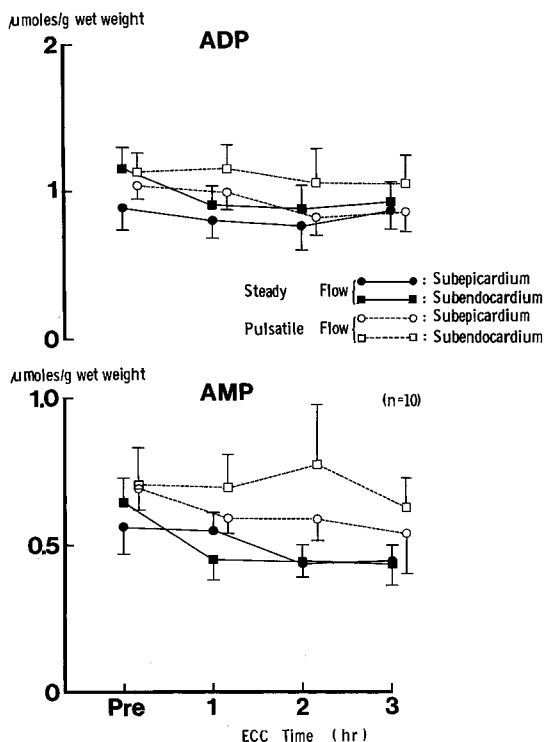 μmoles/g wet weight
ADP
2
1
0
Steady Flow
●: Subepicardium
■: Subendocardium
Pulsatile Flow
○: Subepicardium
□: Subendocardium
μmoles/g wet weight
AMP
(n=10)
1.0
0.5
0
Pre 1 2 3
ECC Time (hr)